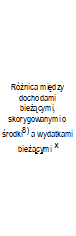 Różnica między
dochodami
bieżącymi,
skorygowanymi o
środki⁸⁾ a wydatkami
bieżącymi ˣ